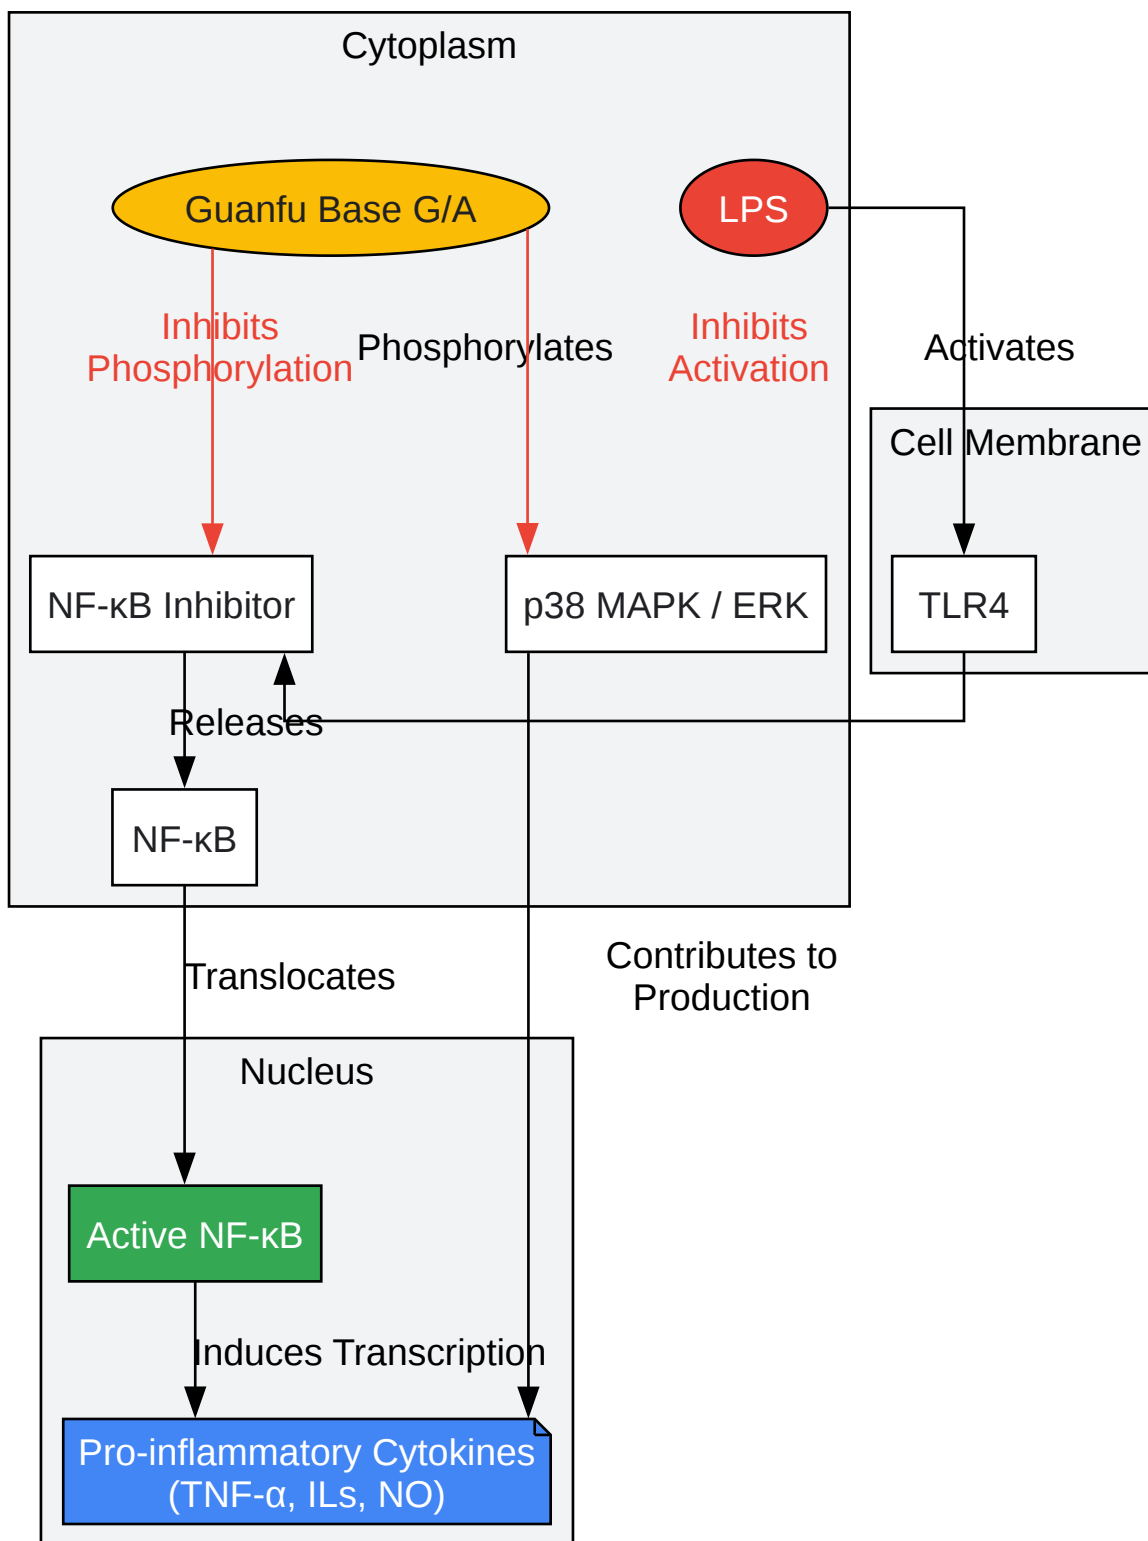 Cytoplasm
Guanfu Base G/A
LPS
Inhibits
Phosphorylation
Phosphorylates
Inhibits
Activation
Activates
Cell Membrane
NF-κB Inhibitor
p38 MAPK / ERK
TLR4
Releases
NF-κB
Translocates
Contributes to
Production
Nucleus
Active NF-κB
Induces Transcription
Pro-inflammatory Cytokines
(TNF-α, ILs, NO)